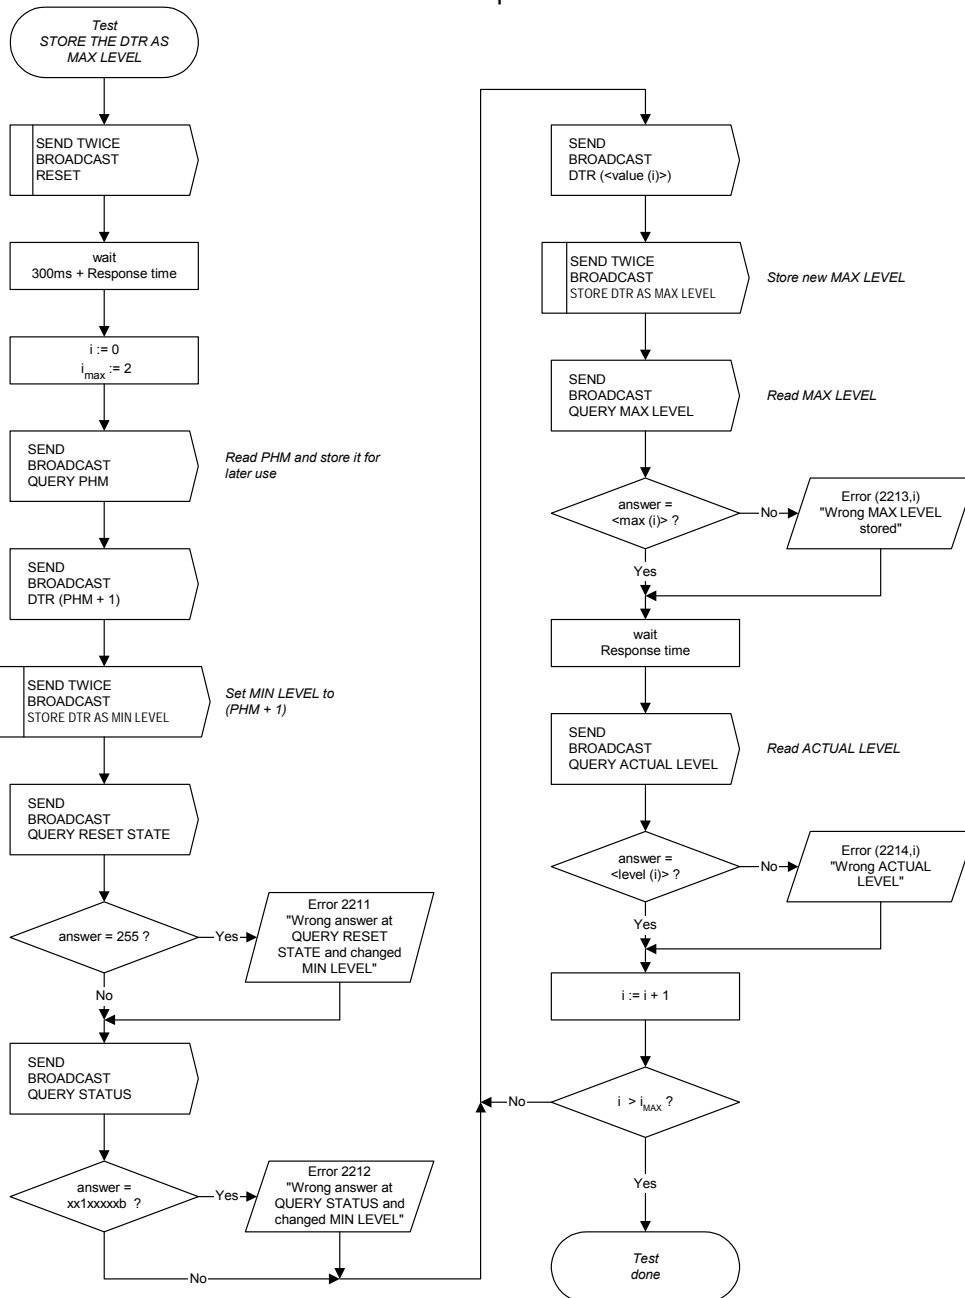 Test
STORE THE DTR AS
MAX LEVEL
SEND TWICE
BROADCAST
RESET
wait
300ms + Response time
i := 0
imax := 2
SEND
BROADCAST
QUERY PHM
Read PHM and store it for
later use
SEND
BROADCAST
DTR (PHM + 1)
SEND TWICE
BROADCAST
STORE DTR AS MIN LEVEL
Set MIN LEVEL to
(PHM + 1)
SEND
BROADCAST
QUERY RESET STATE
answer = 255 ?
Yes
Error 2211
"Wrong answer at
QUERY RESET
STATE and changed
MIN LEVEL"
No
SEND
BROADCAST
QUERY STATUS
answer =
xx1xxxxxb ?
Yes
Error 2212
"Wrong answer at
QUERY STATUS and
changed MIN LEVEL"
No
SEND
BROADCAST
DTR (<value (i)>)
SEND TWICE
BROADCAST
STORE DTR AS MAX LEVEL
Store new MAX LEVEL
SEND
BROADCAST
QUERY MAX LEVEL
Read MAX LEVEL
answer =
<max (i)> ?
No
Error (2213,i)
"Wrong MAX LEVEL
stored"
Yes
wait
Response time
SEND
BROADCAST
QUERY ACTUAL LEVEL
Read ACTUAL LEVEL
answer =
<level (i)> ?
No
Error (2214,i)
"Wrong ACTUAL
LEVEL"
Yes
i := i + 1
i > iMAX ?
No
Yes
Test
done